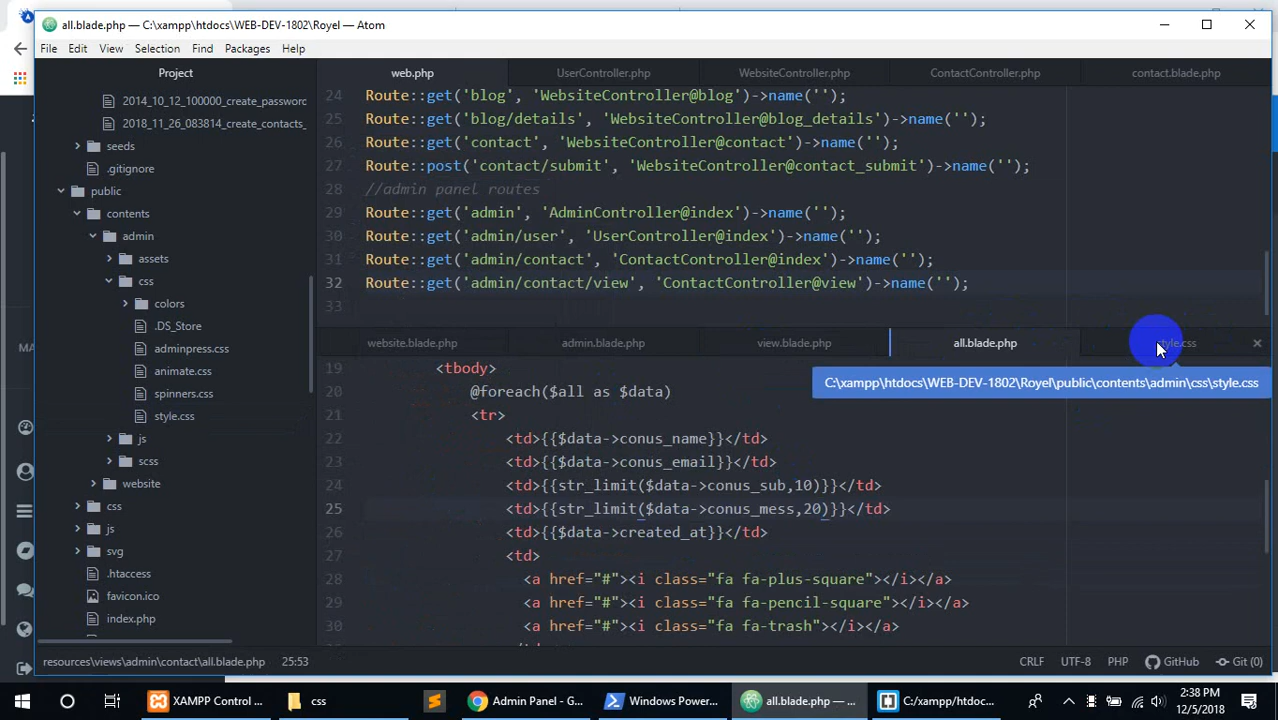 all.blade.php — C:\xampp\htdocs\WEB-DEV-1802\Royel — Atom
File Edit View Selection Find Packages Help
Project
web.php UserController.php WebsiteController.php ContactController.php contact.blade.php
2014_10_12_100000_create_password
2018_11_26_083814_create_contacts_
seeds
.gitignore
public
contents
admin
assets
css
colors
.DS_Store
adminpress.css
animate.css
spinners.css
style.css
js
scss
website
css
js
svg
.htaccess
favicon.ico
index.php
24 Route::get('blog', 'WebsiteController@blog')->name('');
25 Route::get('blog/details', 'WebsiteController@blog_details')->name('');
26 Route::get('contact', 'WebsiteController@contact')->name('');
27 Route::post('contact/submit', 'WebsiteController@contact_submit')->name('');
28 //admin panel routes
29 Route::get('admin', 'AdminController@index')->name('');
30 Route::get('admin/user', 'UserController@index')->name('');
31 Route::get('admin/contact', 'ContactController@index')->name('');
32 Route::get('admin/contact/view', 'ContactController@view')->name('');
33
website.blade.php admin.blade.php view.blade.php all.blade.php style.css
C:\xampp\htdocs\WEB-DEV-1802\Royel\public\contents\admin\css\style.css
19 <tbody>
20 @foreach($all as $data)
21 <tr>
22 <td>{{$data->conus_name}}</td>
23 <td>{{$data->conus_email}}</td>
24 <td>{{str_limit($data->conus_sub,10)}}</td>
25 <td>{{str_limit($data->conus_mess,20)}}</td>
26 <td>{{$data->created_at}}</td>
27 <td>
28 <a href="#"><i class="fa fa-plus-square"></i></a>
29 <a href="#"><i class="fa fa-pencil-square"></i></a>
30 <a href="#"><i class="fa fa-trash"></i></a>
resources\views\admin\contact\all.blade.php 25:53 CRLF UTF-8 PHP GitHub Git (0)
XAMPP Control ... css Admin Panel - G... Windows Powerm... all.blade.php — ... C:/xampp/htdoc...
2:38 PM
12/5/2018